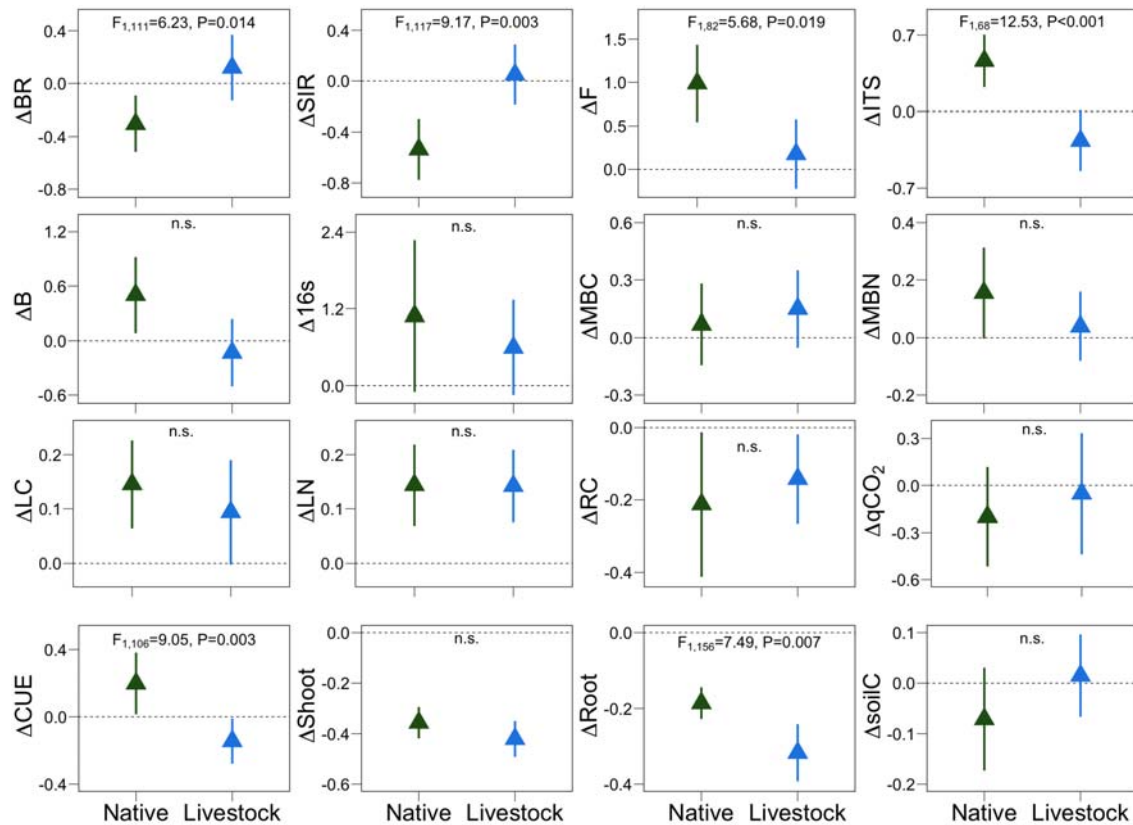 F1,111=6.23, P=0.014
0.4
0.0
-0.4
-0.8
ΔBR
F1,117=9.17, P=0.003
0.4
0.0
-0.4
-0.8
ΔSIR
F1,82=5.68, P=0.019
1.5
1.0
0.5
0.0
ΔF
F1,68=12.53, P<0.001
0.7
0.0
-0.7
ΔITS
n.s.
1.2
0.6
0.0
-0.6
ΔB
n.s.
2.4
1.2
0.0
Δ16s
n.s.
0.6
0.3
0.0
-0.3
ΔMBC
n.s.
0.4
0.2
0.0
-0.2
ΔMBN
n.s.
0.2
0.1
0.0
ΔLC
n.s.
0.2
0.1
0.0
ΔLN
n.s.
0.0
-0.2
-0.4
ΔRC
n.s.
0.3
0.0
-0.3
-0.6
ΔqCO₂
F1,106=9.05, P=0.003
0.4
0.0
-0.4
ΔCUE
Native Livestock
n.s.
0.0
-0.2
-0.4
-0.6
ΔShoot
Native Livestock
F1,156=7.49, P=0.007
0.0
-0.2
-0.4
ΔRoot
Native Livestock
n.s.
0.1
0.0
-0.1
-0.2
ΔsoilC
Native Livestock